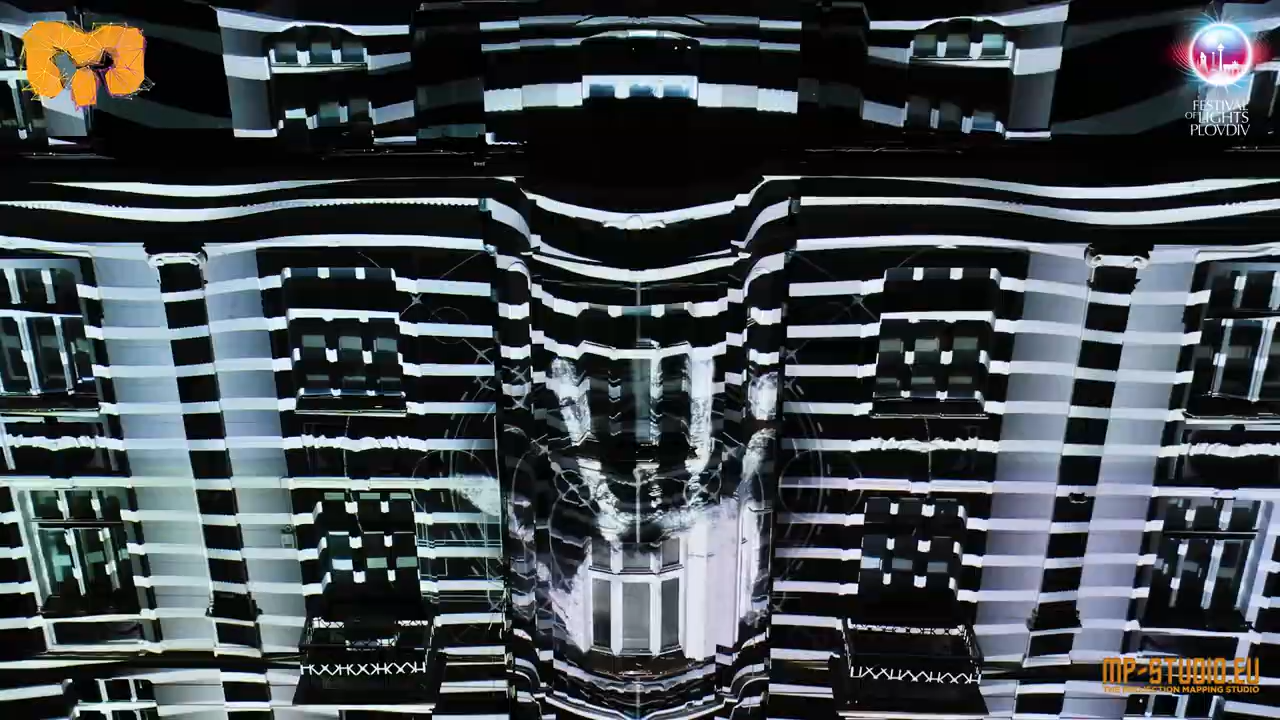 FESTIVAL
OF LIGHTS
PLOVDIV
MP-STUDIO.EU
THE PROJECTION MAPPING STUDIO